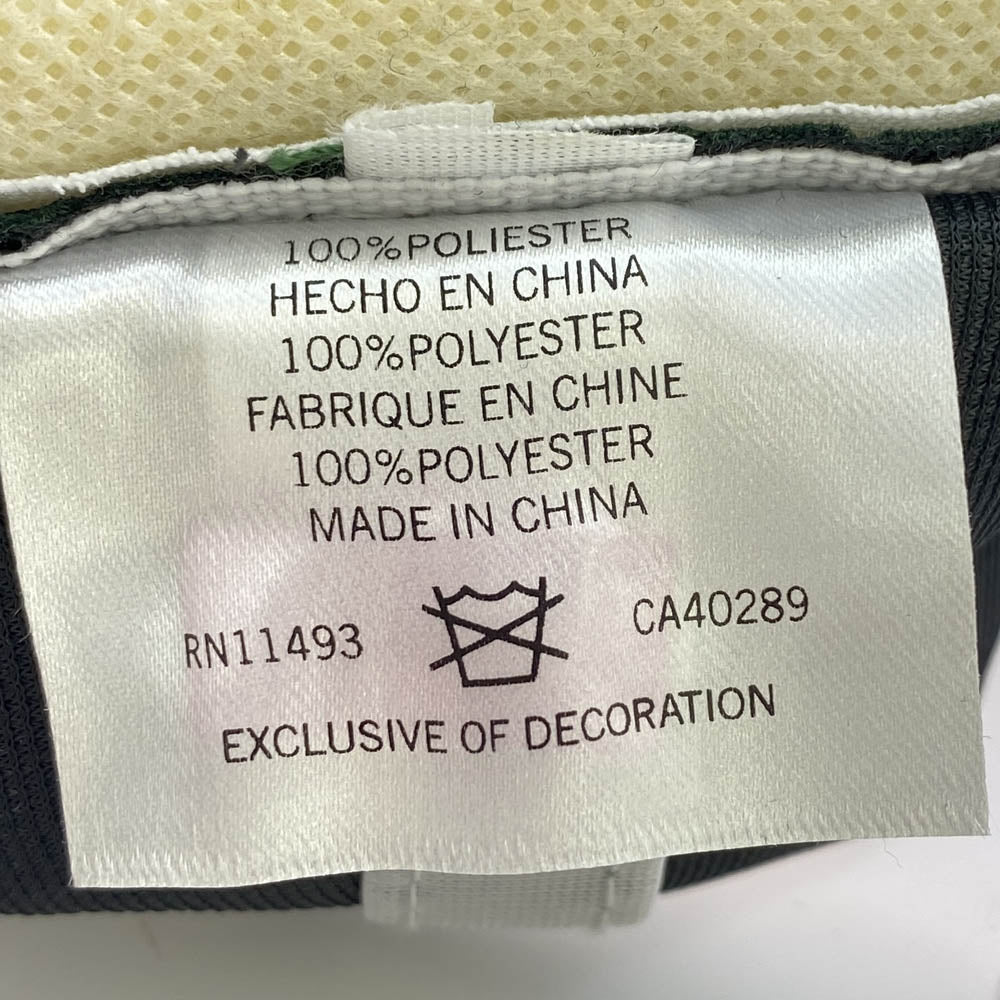 100%POLIESTER
HECHO EN CHINA
100%POLYESTER
FABRIQUE EN CHINE
100%POLYESTER
MADE IN CHINA
RN11493 CA40289
EXCLUSIVE OF DECORATION